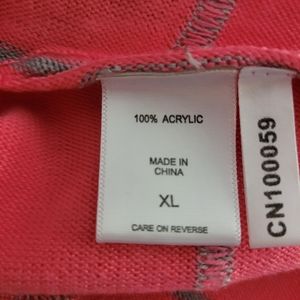 100% ACRYLIC
MADE IN
CHINA
XL
CARE ON REVERSE
CN100059